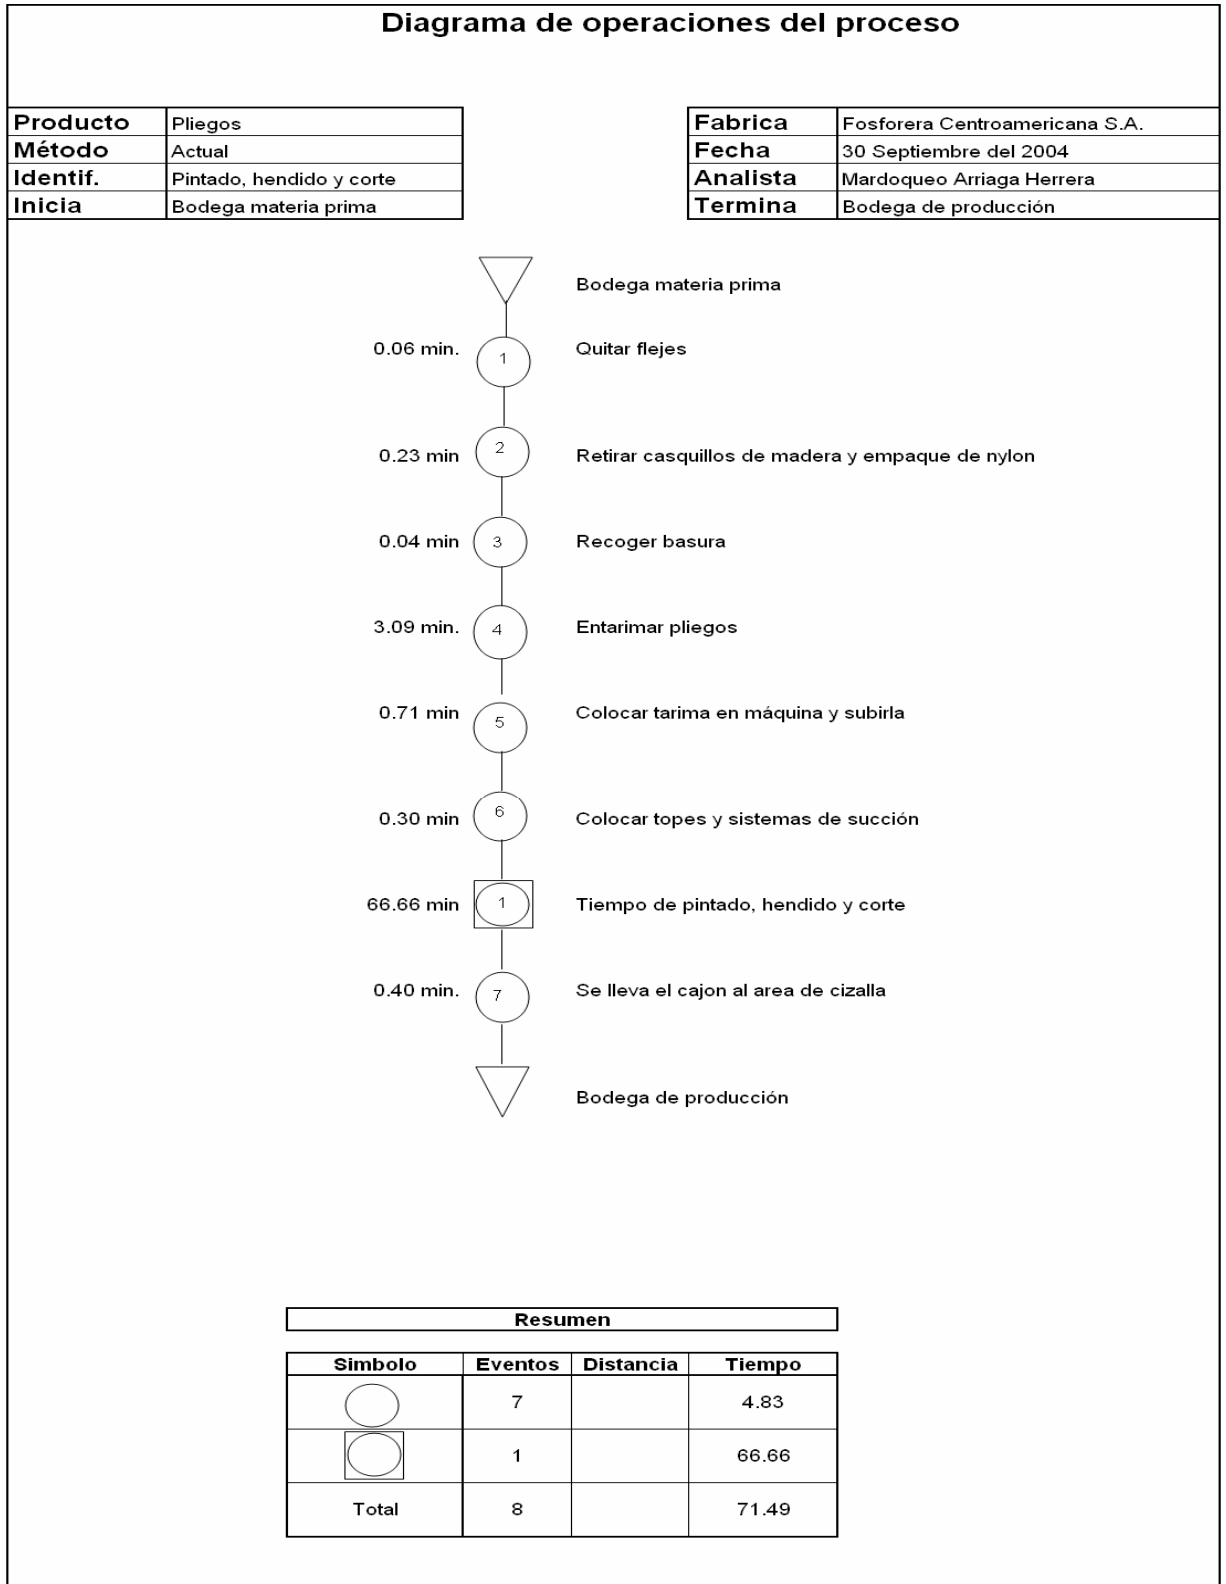 Diagrama de operaciones del proceso
Producto Pliegos
Método Actual
Identif. Pintado, hendido y corte
Inicia Bodega materia prima
Fabrica Fosforera Centroamericana S.A.
Fecha 30 Septiembre del 2004
Analista Mardoqueo Arriaga Herrera
Termina Bodega de producción
Bodega materia prima
0.06 min. 1 Quitar flejes
0.23 min 2 Retirar casquillos de madera y empaque de nylon
0.04 min 3 Recoger basura
3.09 min. 4 Entarimar pliegos
0.71 min 5 Colocar tarima en máquina y subirla
0.30 min 6 Colocar topes y sistemas de succión
66.66 min 1 Tiempo de pintado, hendido y corte
0.40 min. 7 Se lleva el cajon al area de cizalla
Bodega de producción
Resumen
Simbolo Eventos Distancia Tiempo
7 4.83
1 66.66
Total 8 71.49